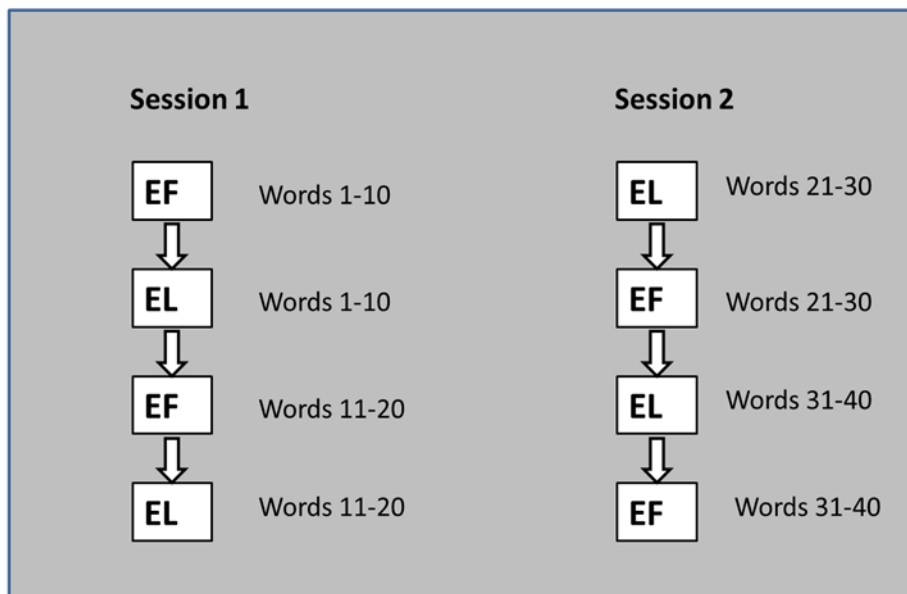 Session 1
EF Words 1-10
EL Words 1-10
EF Words 11-20
EL Words 11-20
Session 2
EL Words 21-30
EF Words 21-30
EL Words 31-40
EF Words 31-40